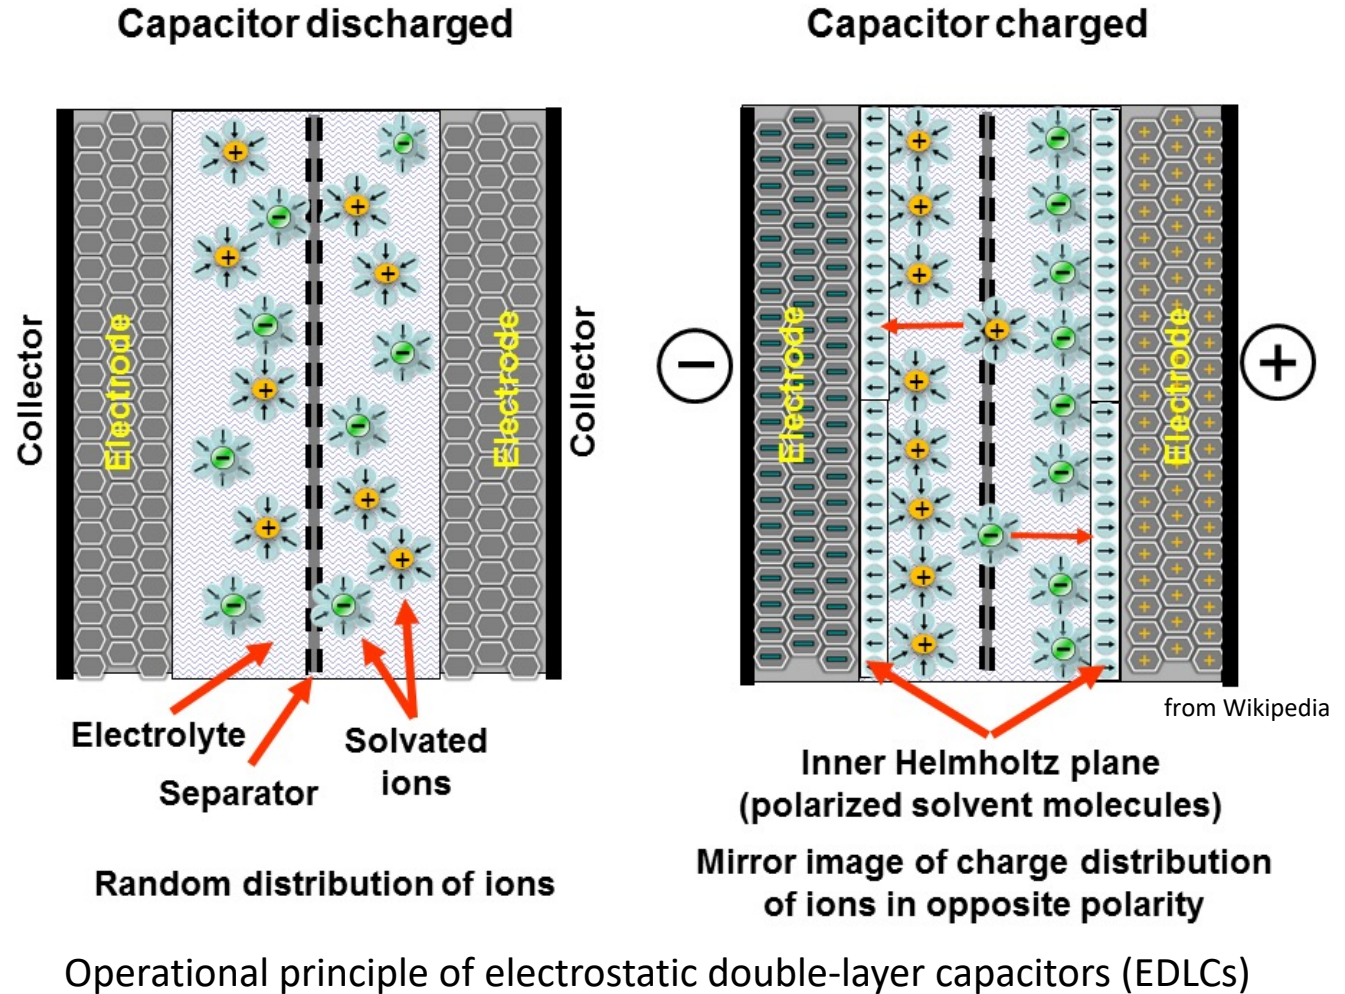 Capacitor discharged
Capacitor charged
Collector
Electrode
Electrode
Collector
Electrode
Electrode
Electrolyte
Separator
Solvated
ions
from Wikipedia
Inner Helmholtz plane
(polarized solvent molecules)
Random distribution of ions
Mirror image of charge distribution
of ions in opposite polarity
Operational principle of electrostatic double-layer capacitors (EDLCs)